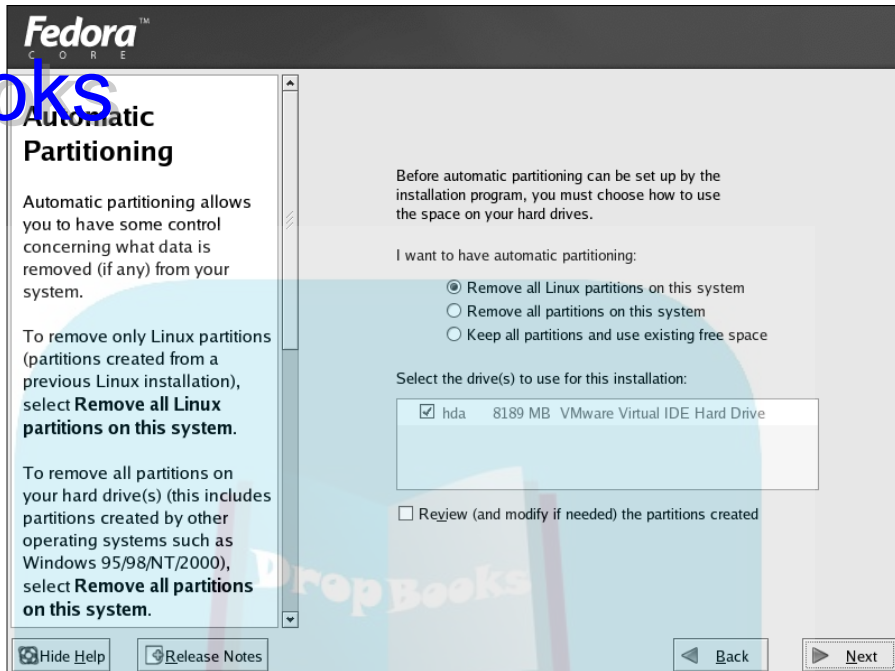 Fedora™
CORE
oks
Automatic
Partitioning
Automatic partitioning allows
you to have some control
concerning what data is
removed (if any) from your
system.
To remove only Linux partitions
(partitions created from a
previous Linux installation),
select Remove all Linux
partitions on this system.
To remove all partitions on
your hard drive(s) (this includes
partitions created by other
operating systems such as
Windows 95/98/NT/2000),
select Remove all partitions
on this system.
Before automatic partitioning can be set up by the
installation program, you must choose how to use
the space on your hard drives.
I want to have automatic partitioning:
Remove all Linux partitions on this system
Remove all partitions on this system
Keep all partitions and use existing free space
Select the drive(s) to use for this installation:
hda 8189 MB VMware Virtual IDE Hard Drive
Review (and modify if needed) the partitions created
DropBooks
Hide Help
Release Notes
Back
Next